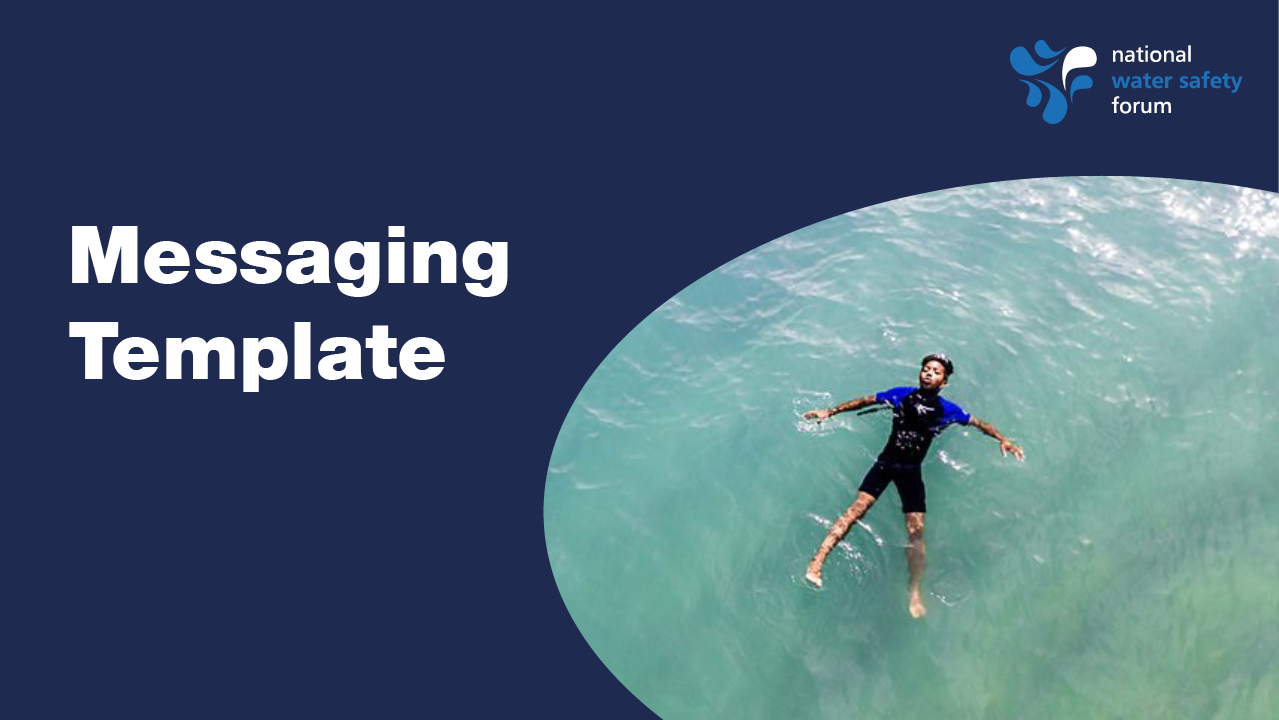 national
water safety
forum
Messaging
Template